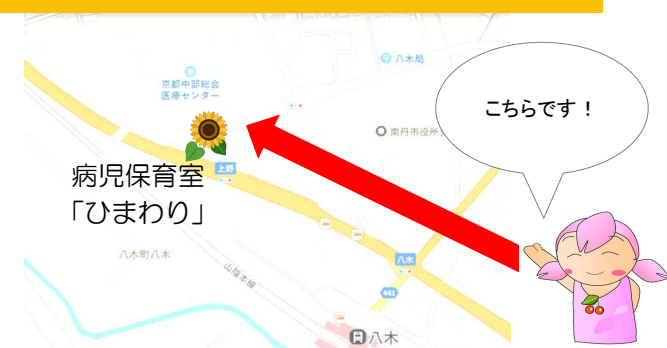 八木局
京都中部総合
医療センター
こちらです！
南丹市役所
上野
病児保育室
「ひまわり」
八木町八木
山陰本線
八木
441
八木